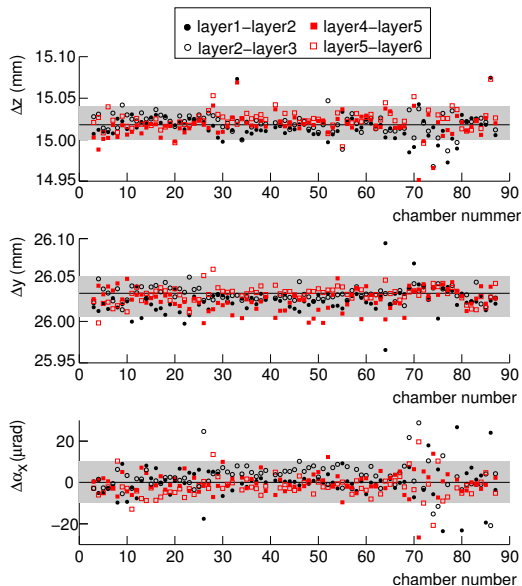 layer1−layer2 layer4−layer5
layer2−layer3 layer5−layer6
15.10
15.05
15.00
14.95
Δz (mm)
0 10 20 30 40 50 60 70 80 90
chamber nummer
26.10
26.05
26.00
25.95
Δy (mm)
0 10 20 30 40 50 60 70 80 90
chamber number
20
0
−20
Δαx (μrad)
0 10 20 30 40 50 60 70 80 90
chamber number